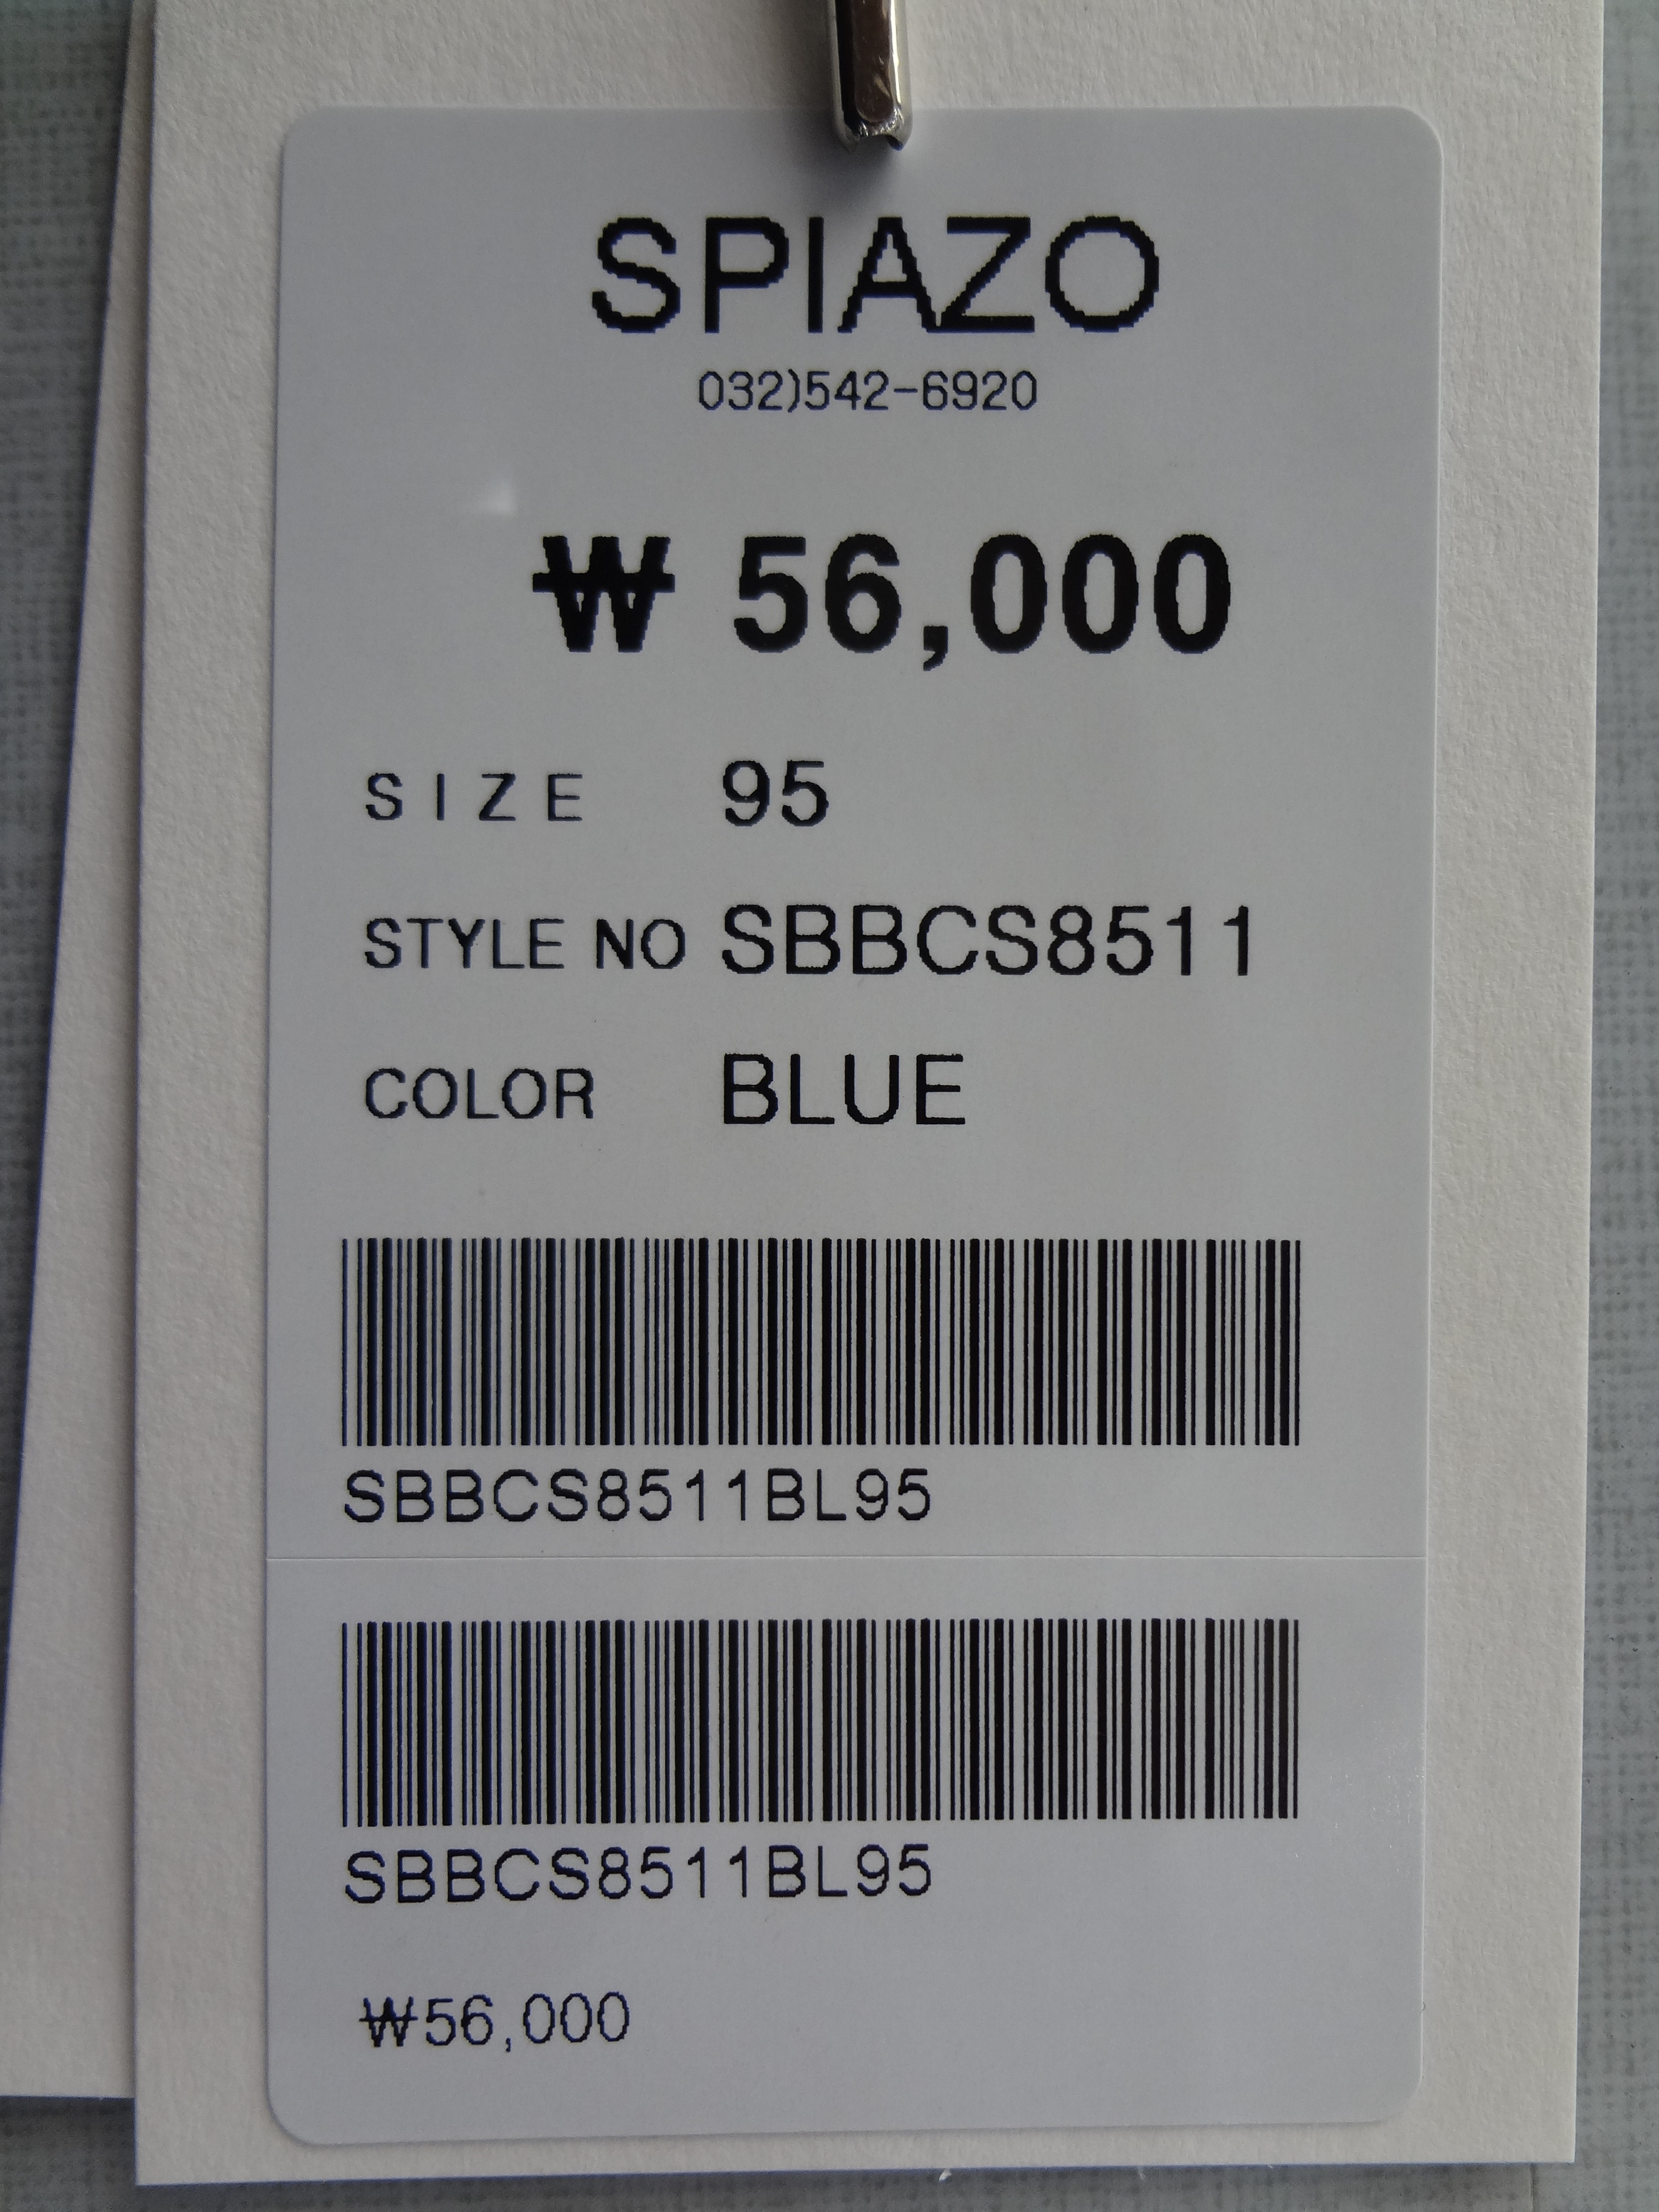 SPIAZO
032)542-6920
₩ 56,000
SIZE 95
STYLE NO SBBCS8511
COLOR BLUE
SBBCS8511BL95
SBBCS8511BL95
₩56,000